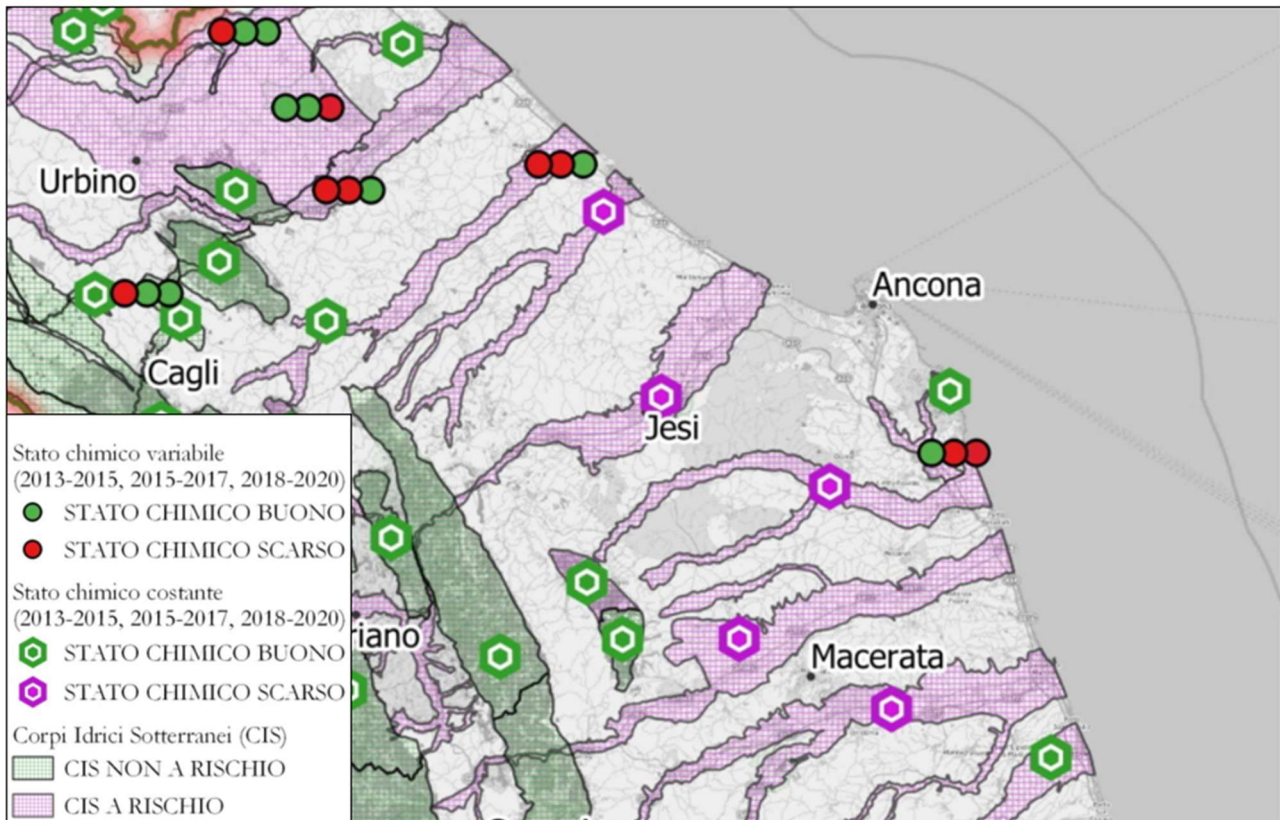 Urbino
Ancona
Cagli
Jesi
riano
Macerata
Stato chimico variabile
(2013-2015, 2015-2017, 2018-2020)
STATO CHIMICO BUONO
STATO CHIMICO SCARSO
Stato chimico costante
(2013-2015, 2015-2017, 2018-2020)
STATO CHIMICO BUONO
STATO CHIMICO SCARSO
Corpi Idrici Sotterranei (CIS)
CIS NON A RISCHIO
CIS A RISCHIO